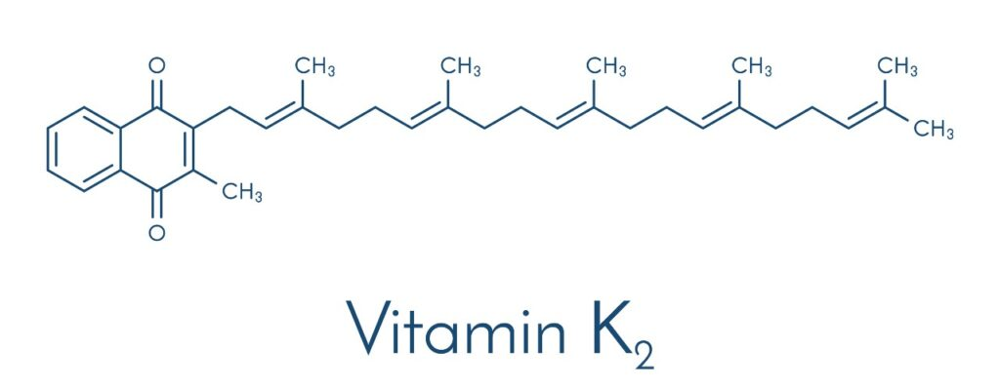 O CH₃ CH₃ CH₃ CH₃ CH₃
CH₃
CH₃
O
Vitamin K₂